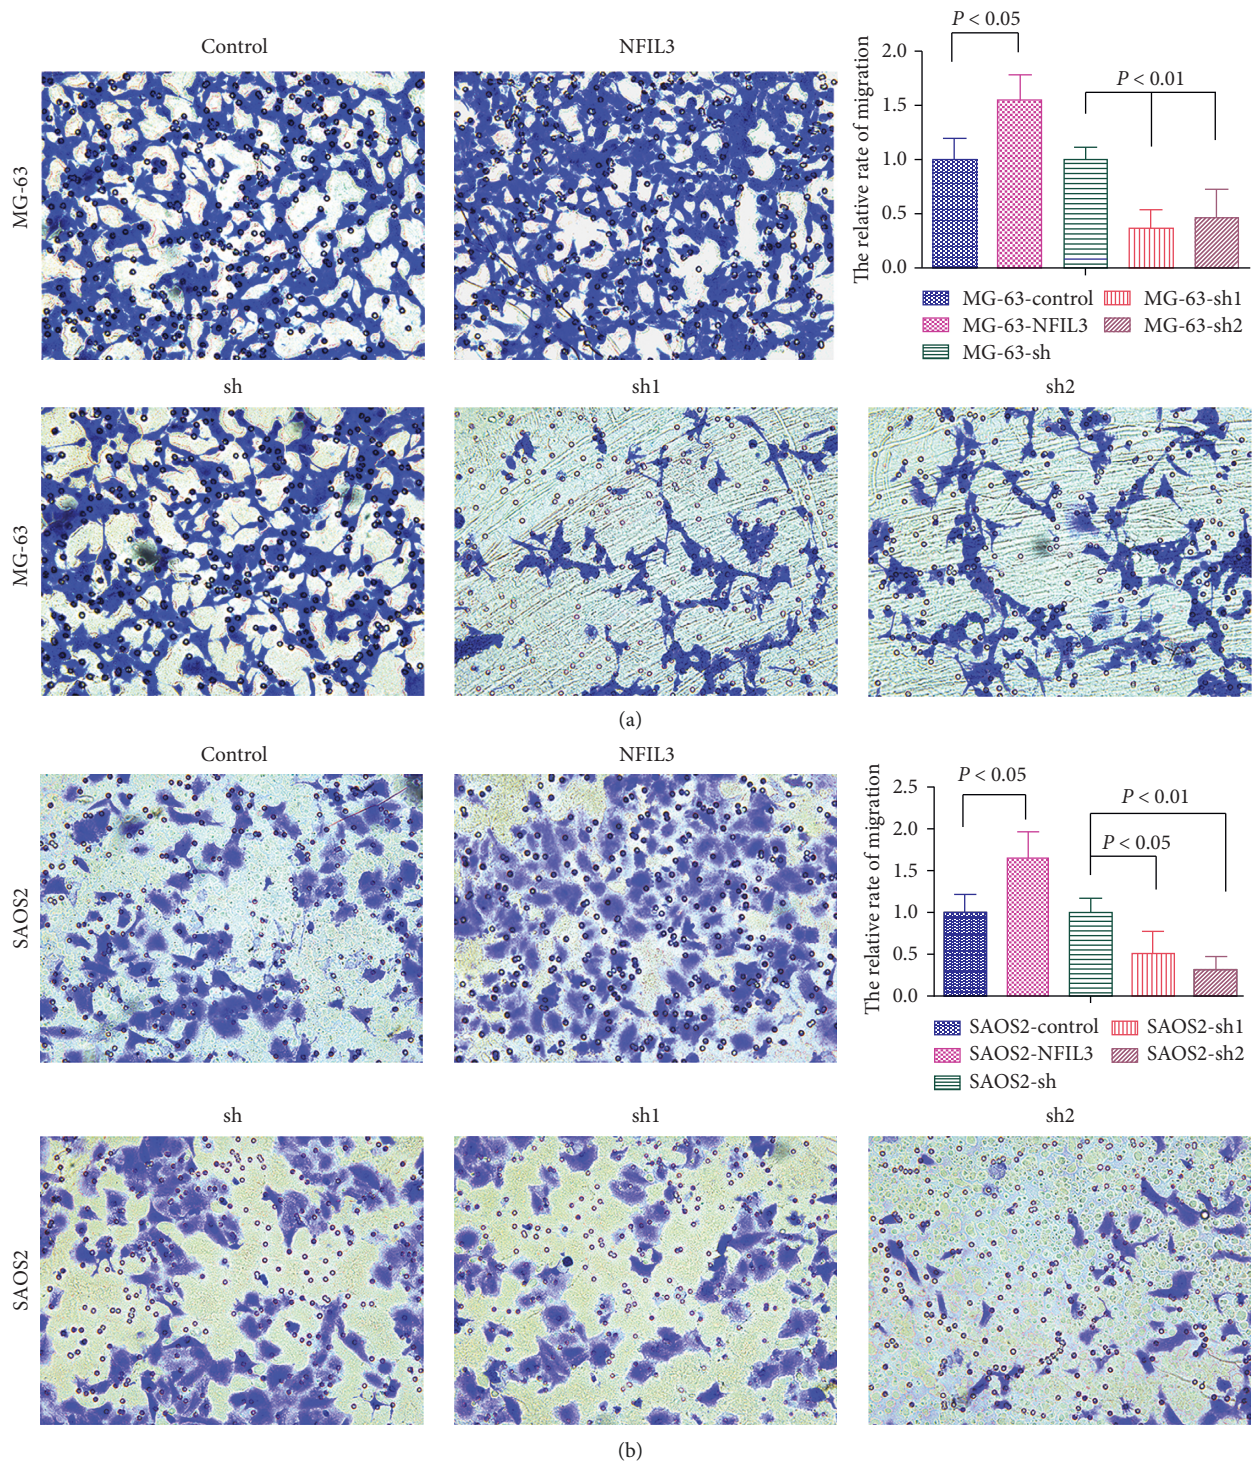 Control
NFIL3
MG-63
P < 0.05
P < 0.01
The relative rate of migration
2.0
1.5
1.0
0.5
0.0
MG-63-control
MG-63-sh1
MG-63-NFIL3
MG-63-sh2
MG-63-sh
sh
sh1
sh2
MG-63
(a)
Control
NFIL3
SAOS2
P < 0.05
P < 0.01
P < 0.05
The relative rate of migration
2.5
2.0
1.5
1.0
0.5
0.0
SAOS2-control
SAOS2-sh1
SAOS2-NFIL3
SAOS2-sh2
SAOS2-sh
sh
sh1
sh2
SAOS2
(b)